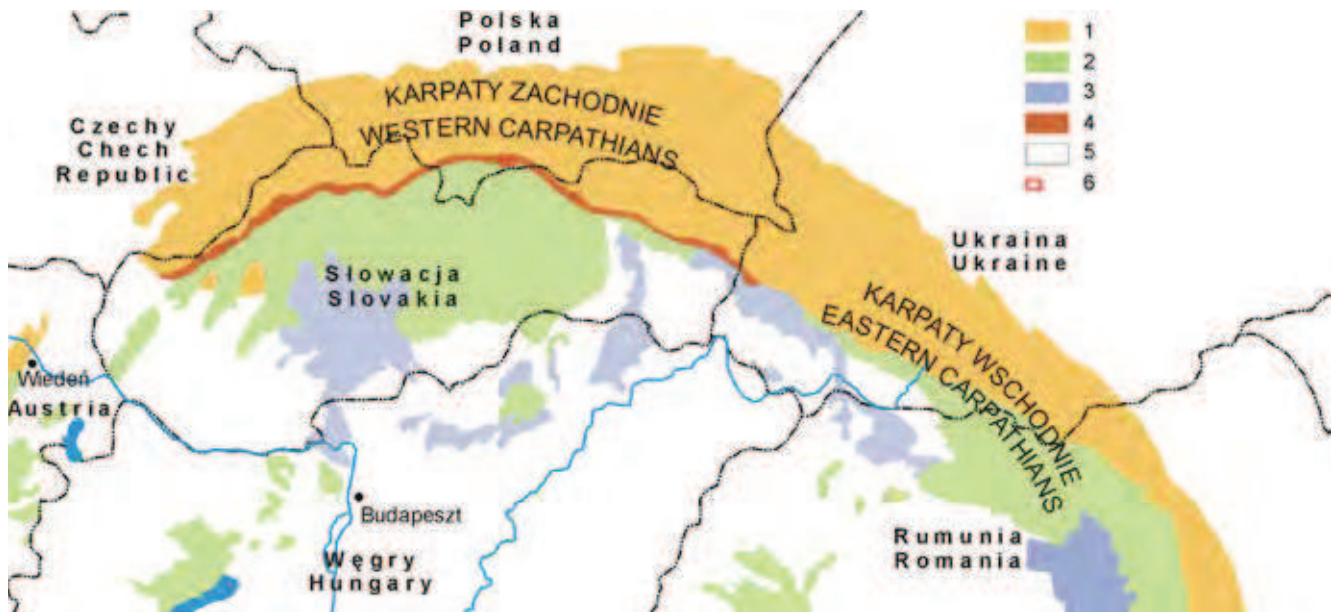 Polska
Poland
1
2
3
4
5
6
KARPATY ZACHODNIE
WESTERN CARPATHIANS
Czechy
Chech
Republic
Ukraina
Ukraine
Słowacja
Slovakia
KARPATY WSCHODNIE
EASTERN CARPATHIANS
Wiedeń
Austria
Budapeszt
Węgry
Hungary
Rumunia
Romania